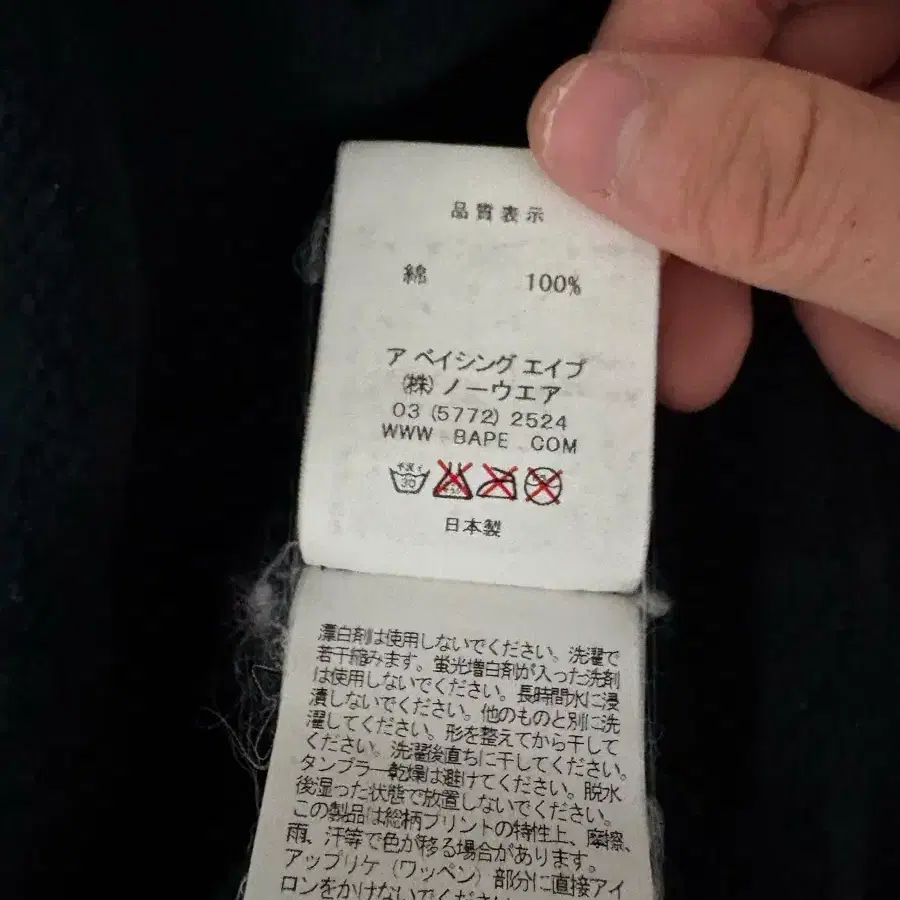 品質表示
綿 100%
ア ベイシング エイプ
(株) ノーウエア
03 (5772) 2524
WWW . BAPE . COM
30
日本製
漂白剤は使用しないでください。洗濯で
若干縮みます。蛍光増白剤が入った洗剤
は使用しないでください。長時間水に浸
漬しないでください。他のものと別に洗
濯してください。形を整えてから干して
ください。洗濯後直ちに干してください。
タンブラー乾燥は避けてください。脱水
後湿った状態で放置しないでください。
この製品は総柄プリントの特性上、摩擦、
雨、汗等で色が移る場合があります。
アップリケ（ワッペン）部分に直接アイ
ロンをかけないでください